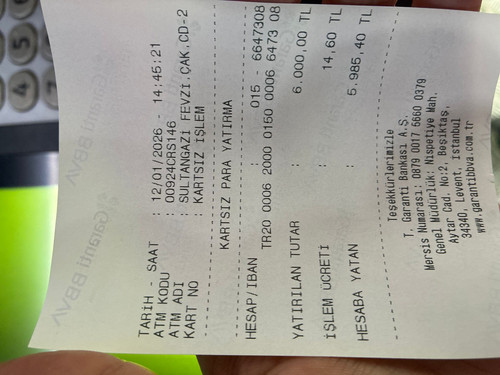 TARİH - SAAT : 12/01/2026 - 14:45:21
ATM KODU : 00924CRS146
ATM ADI : SULTANGAZİ FEVZİ.ÇAK.CD-2
KART NO : KARTSIZ İŞLEM
KARTSIZ PARA YATIRMA
HESAP/IBAN : 015 - 6647308
TR20 0006 2000 0150 0006 6473 08
YATIRILAN TUTAR : 6.000,00 TL
İŞLEM ÜCRETİ : 14,60 TL
HESABA YATAN : 5.985,40 TL
Teşekkürlerimizle
T. Garanti Bankası A.Ş.
Mersis Numarası: 0879 0017 5660 0379
Genel Müdürlük: Nispetiye Mah.
Aytar Cad. No:2, Beşiktaş,
34340, Levent, İstanbul
www.garantibbva.com.tr